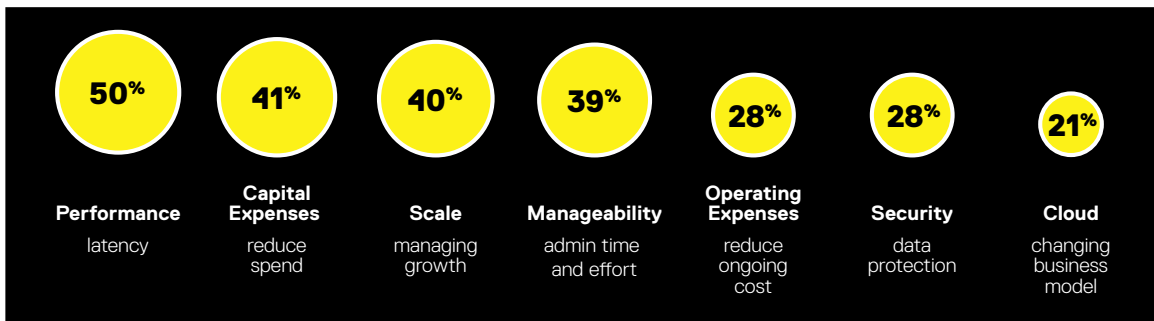 50%
41%
40%
39%
28%
28%
21%
Performance
latency
Capital
Expenses
reduce
spend
Scale
managing
growth
Manageability
admin time
and effort
Operating
Expenses
reduce
ongoing
cost
Security
data
protection
Cloud
changing
business
model